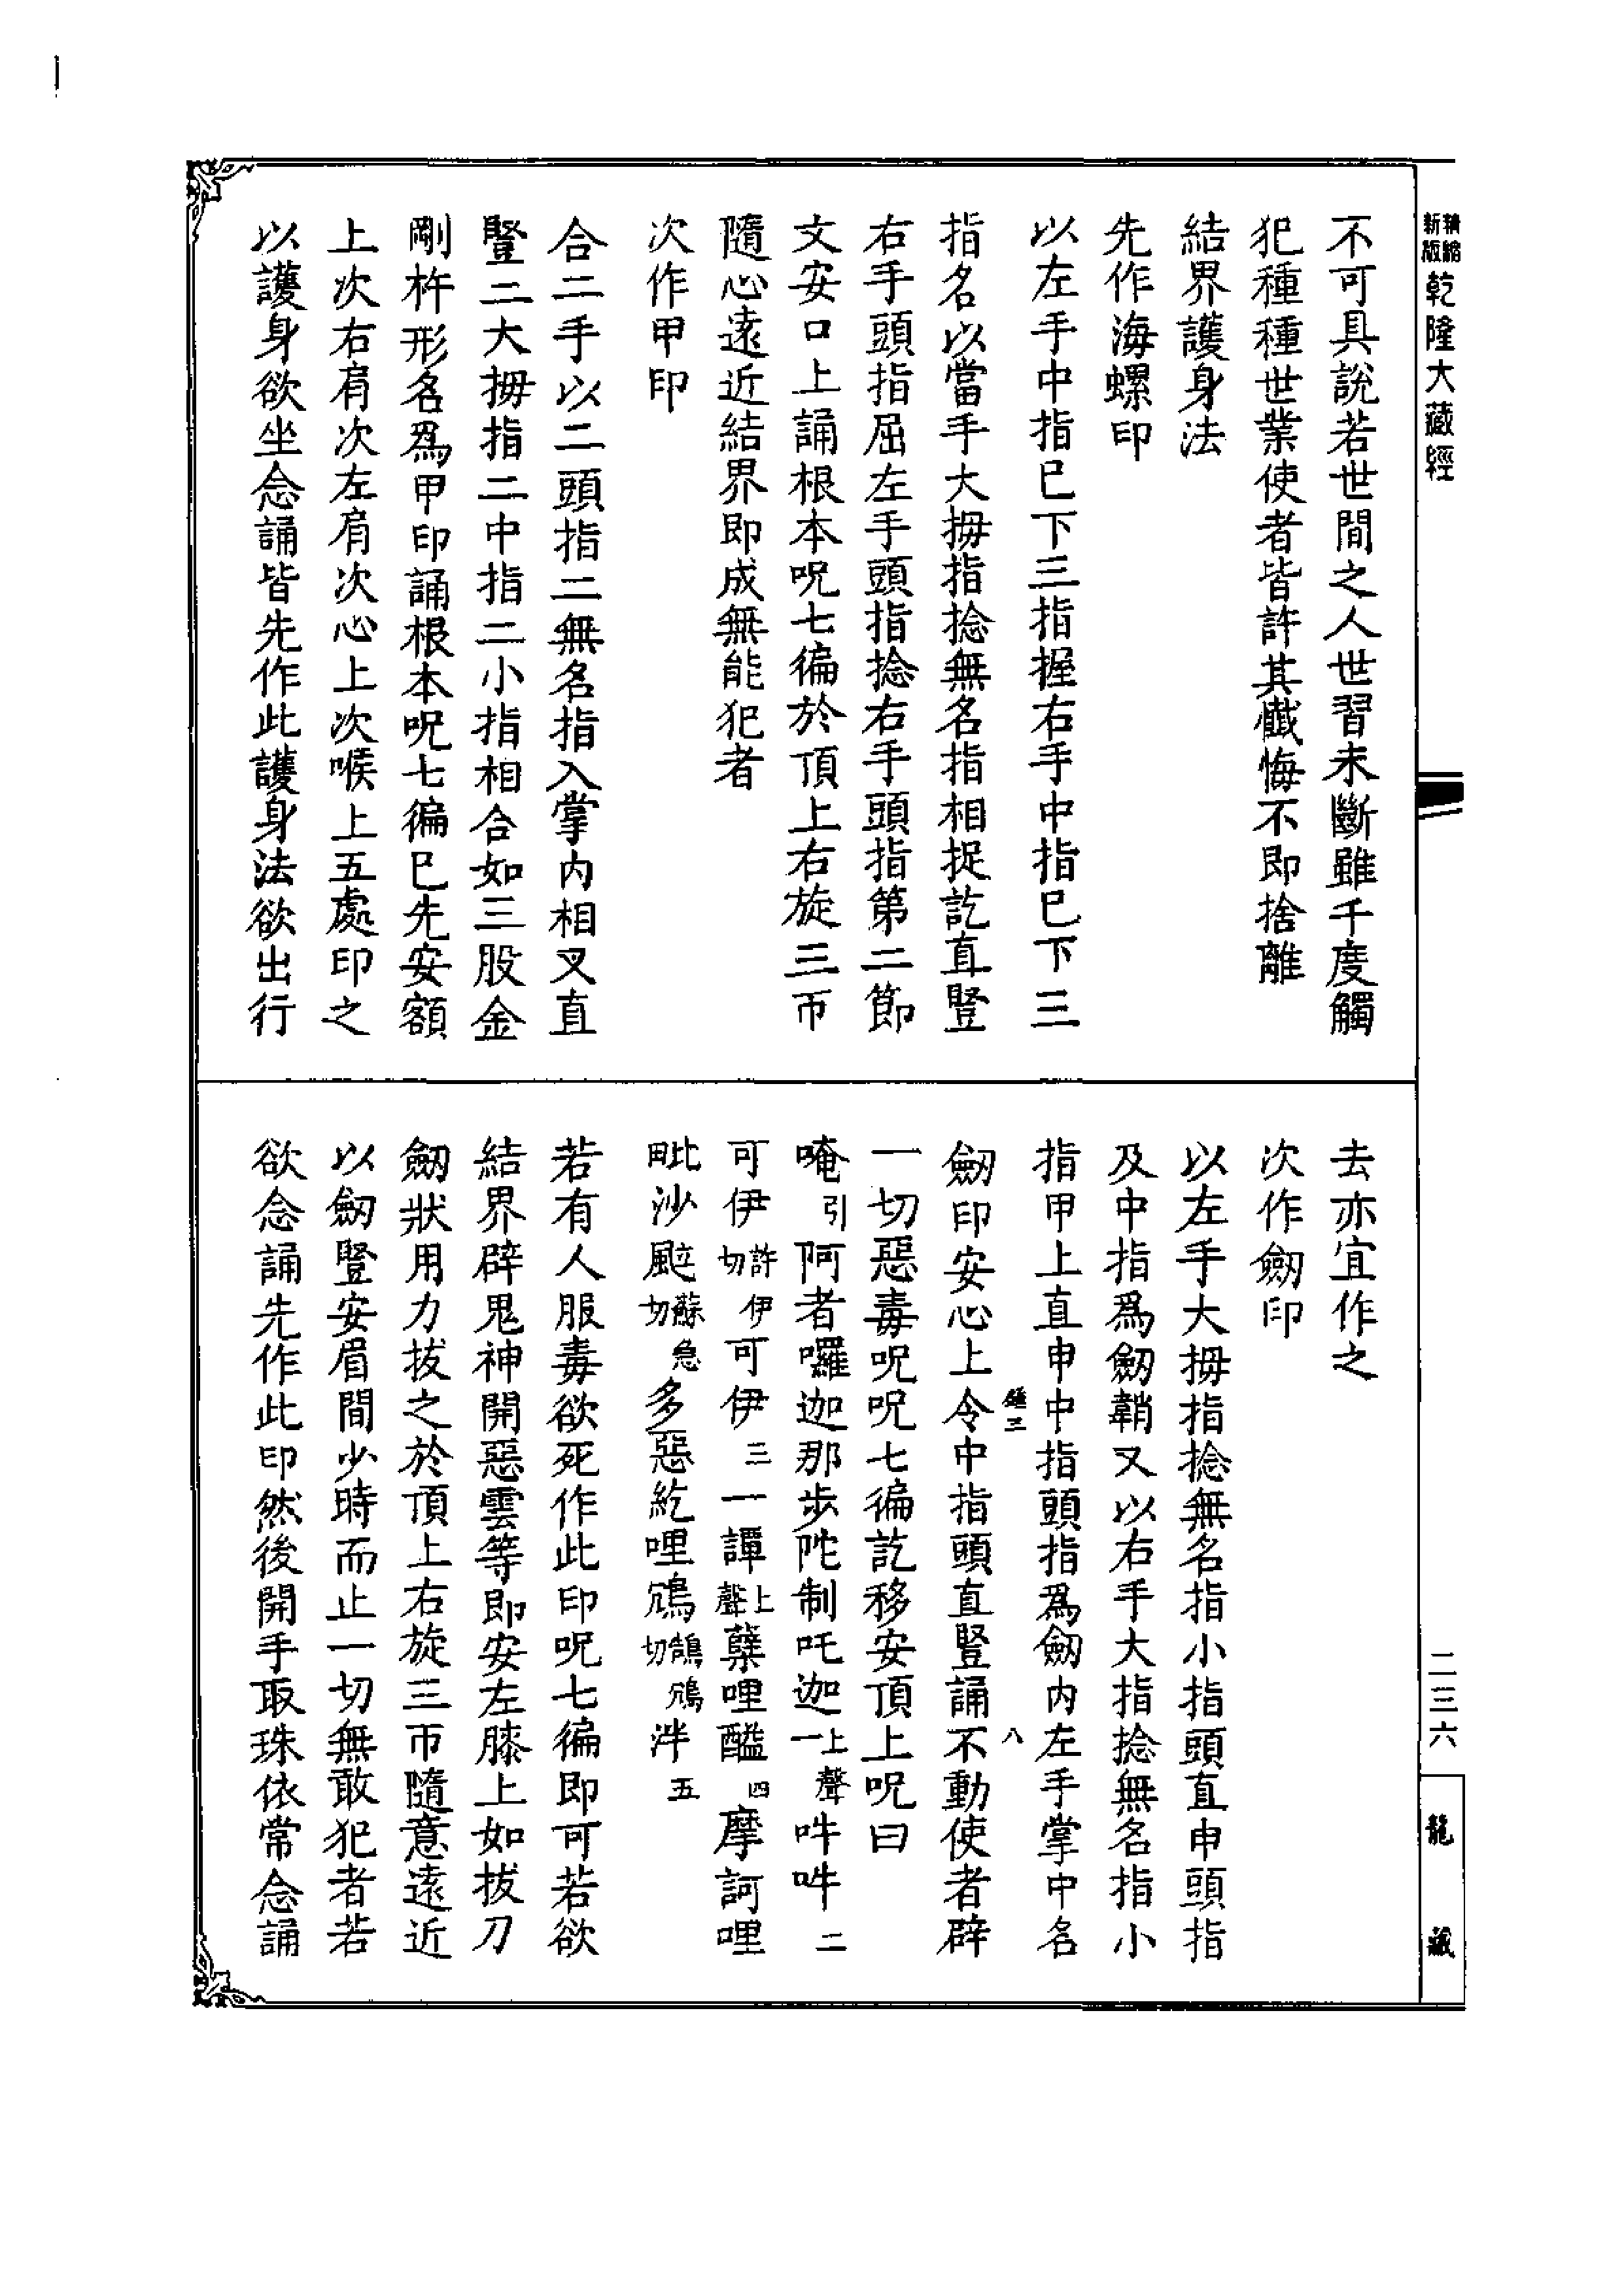 新版精縮乾隆大藏經
不可具說若世間之人世習未斷雖千度觸
犯種種世業使者皆許其懺悔不即捨離
結界護身法
先作海螺印
以左手中指巳下三指握右手中指巳下三
指名以當手大拇指捻無名指相捉訖直豎
右手頭指屈左手頭指捻右手頭指第二節
文安口上誦根本呪七徧於頂上右旋三帀
隨心遠近結界即成無能犯者
次作甲印
合二手以二頭指二無名指入掌內相叉直
豎二大拇指二中指二小指相合如三股金
剛杵形名爲甲印誦根本呪七徧巳先安額
上次右肩次左肩次心上次喉上五處印之
以護身欲坐念誦皆先作此護身法欲出行
去亦宜作之
次作劒印
以左手大拇指捻無名指小指頭直申頭指
及中指爲劒鞘又以右手大指捻無名指小
指甲上直申中指頭指爲劒內左手掌中名
三 八
劒印安心上令中指頭直豎誦不動使者辟
一切惡毒呪呪七徧訖移安頂上呪曰
唵引阿者囉迦那步陀制吒迦上聲一吽吽二
可伊許伊切可伊三一譚上聲蘖哩醯四摩訶哩
毗沙颭蘇急切多惡紇哩鴆鵮鴆切泮五
若有人服毒欲死作此印呪七徧即可若欲
結界辟鬼神開惡雲等即安左膝上如拔刀
劒狀用力拔之於頂上右旋三帀隨意遠近
以劒豎安眉間少時而止一切無敢犯者若
欲念誦先作此印然後開手取珠依常念誦
二三六
龍藏